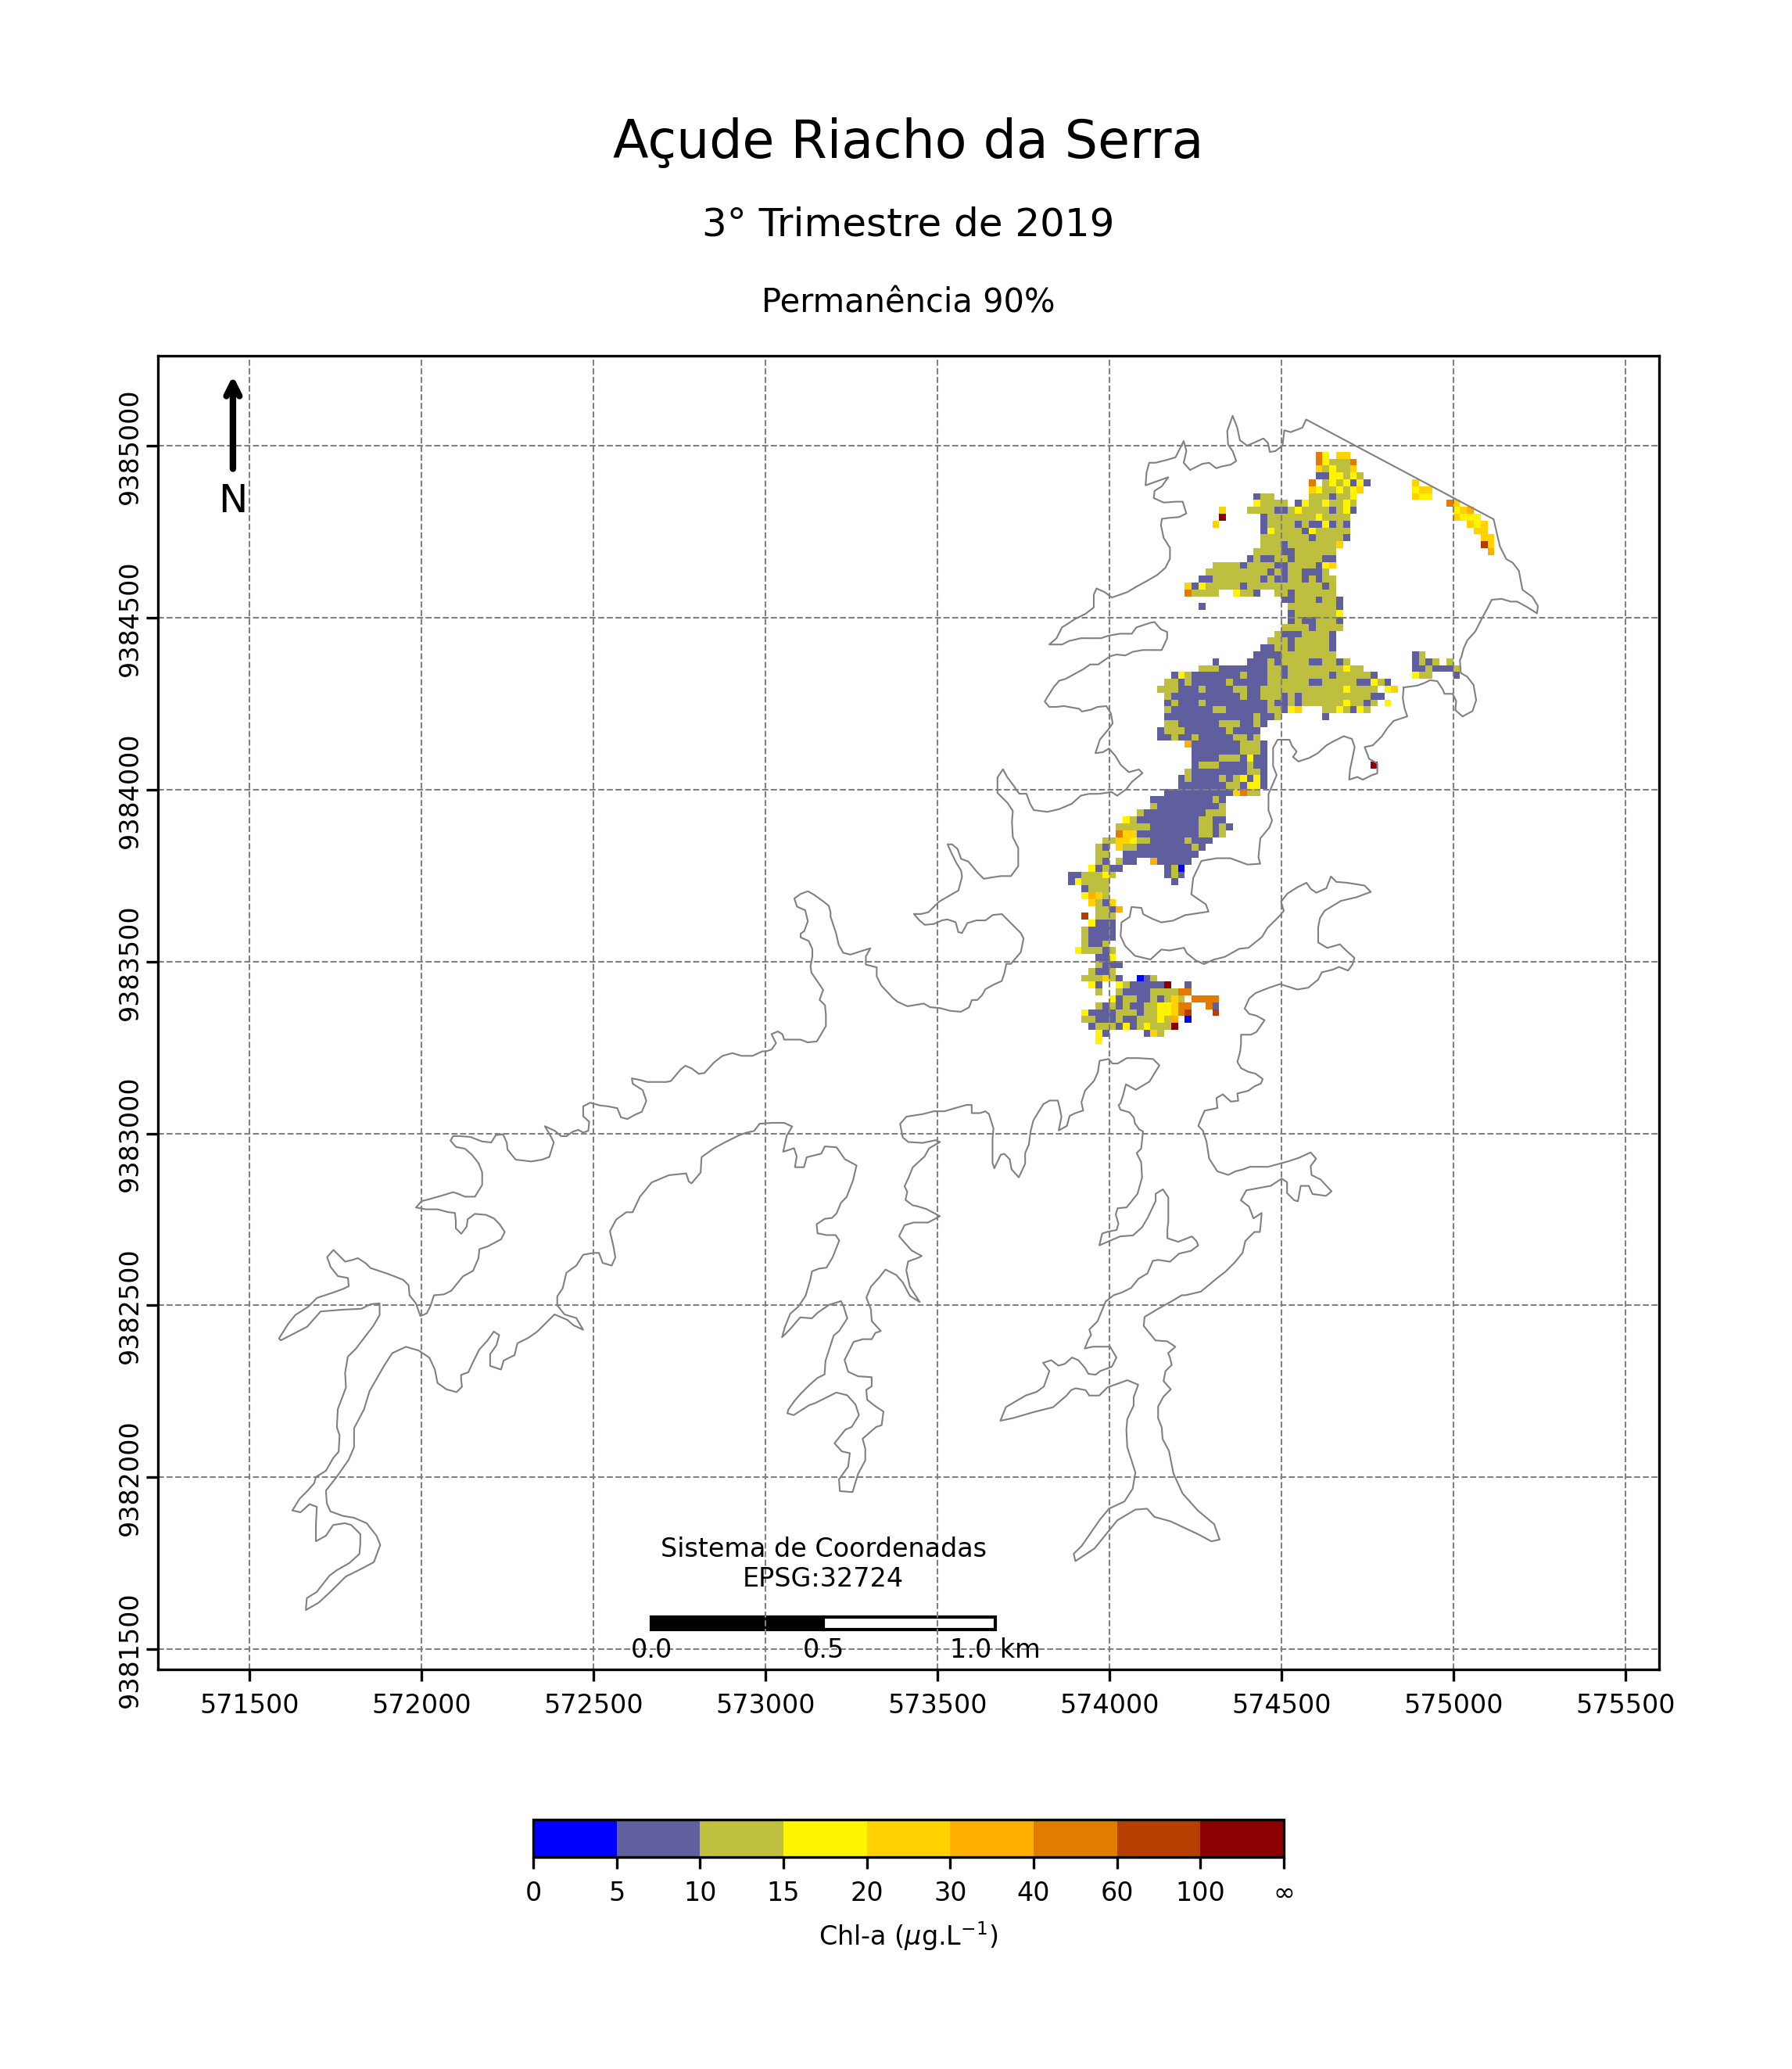 Açude Riacho da Serra
3° Trimestre de 2019
Permanência 90%
N
9385000
9384500
9384000
9383500
9383000
9382500
9382000
9381500
Sistema de Coordenadas
EPSG:32724
0.0 0.5 1.0 km
571500 572000 572500 573000 573500 574000 574500 575000 575500
0 5 10 15 20 30 40 60 100 ∞
Chl-a (μg.L⁻¹)